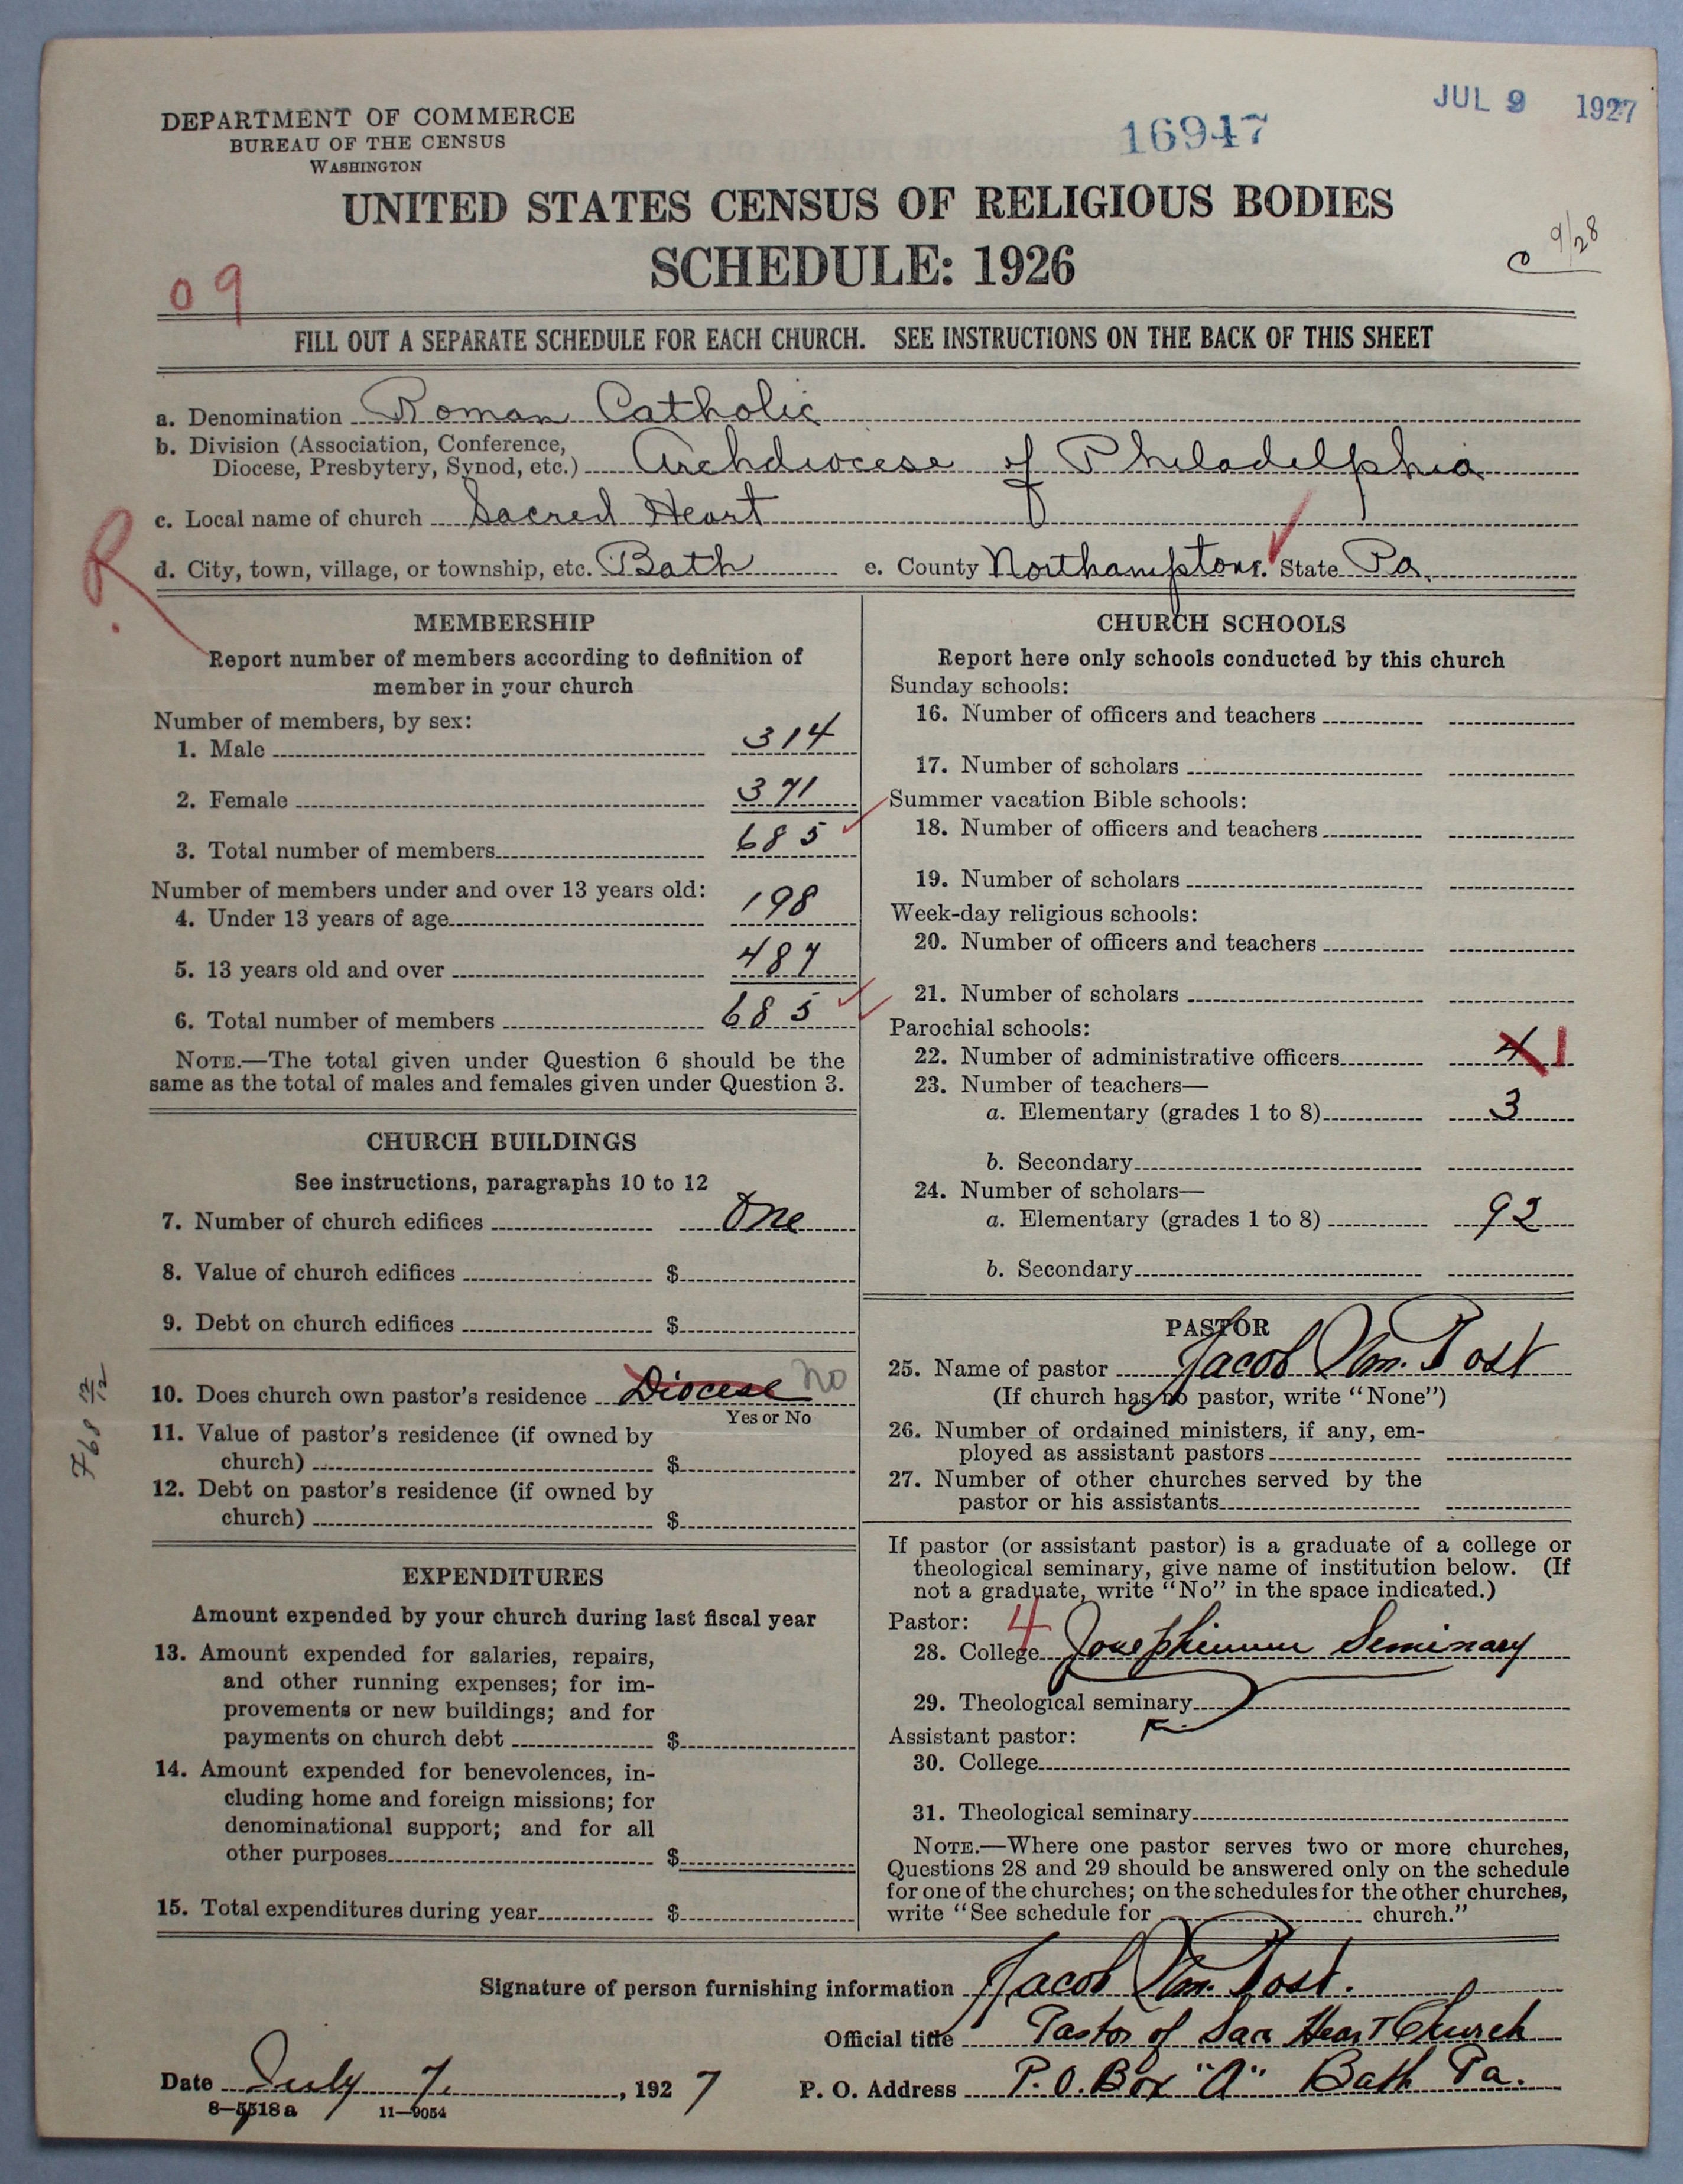 JUL 9 1927
DEPARTMENT OF COMMERCE
BUREAU OF THE CENSUS
WASHINGTON
16947
UNITED STATES CENSUS OF RELIGIOUS BODIES
SCHEDULE: 1926
c 9/28
09
FILL OUT A SEPARATE SCHEDULE FOR EACH CHURCH. SEE INSTRUCTIONS ON THE BACK OF THIS SHEET
a. Denomination Roman Catholic
b. Division (Association, Conference,
Diocese, Presbytery, Synod, etc.) Archdiocese of Philadelphia
c. Local name of church Sacred Heart
R
d. City, town, village, or township, etc. Bath e. County Northampton. State Pa.
MEMBERSHIP
Report number of members according to definition of
member in your church
Number of members, by sex:
1. Male 314
2. Female 371
3. Total number of members 685
Number of members under and over 13 years old:
4. Under 13 years of age 198
5. 13 years old and over 487
6. Total number of members 685
NOTE.—The total given under Question 6 should be the
same as the total of males and females given under Question 3.
CHURCH BUILDINGS
See instructions, paragraphs 10 to 12
7. Number of church edifices One
8. Value of church edifices $
9. Debt on church edifices $
10. Does church own pastor's residence Diocese no
Yes or No
11. Value of pastor's residence (if owned by
church) $
12. Debt on pastor's residence (if owned by
church) $
EXPENDITURES
Amount expended by your church during last fiscal year
13. Amount expended for salaries, repairs,
and other running expenses; for im-
provements or new buildings; and for
payments on church debt $
14. Amount expended for benevolences, in-
cluding home and foreign missions; for
denominational support; and for all
other purposes $
15. Total expenditures during year $
CHURCH SCHOOLS
Report here only schools conducted by this church
Sunday schools:
16. Number of officers and teachers
17. Number of scholars
Summer vacation Bible schools:
18. Number of officers and teachers
19. Number of scholars
Week-day religious schools:
20. Number of officers and teachers
21. Number of scholars
Parochial schools:
22. Number of administrative officers 4 1
23. Number of teachers—
a. Elementary (grades 1 to 8) 3
b. Secondary
24. Number of scholars—
a. Elementary (grades 1 to 8) 92
b. Secondary
PASTOR
25. Name of pastor Jacob Wm. Post
(If church has no pastor, write "None")
26. Number of ordained ministers, if any, em-
ployed as assistant pastors
27. Number of other churches served by the
pastor or his assistants
If pastor (or assistant pastor) is a graduate of a college or
theological seminary, give name of institution below. (If
not a graduate, write "No" in the space indicated.)
Pastor: 4
28. College Josephinum Seminary
29. Theological seminary
Assistant pastor:
30. College
31. Theological seminary
NOTE.—Where one pastor serves two or more churches,
Questions 28 and 29 should be answered only on the schedule
for one of the churches; on the schedules for the other churches,
write "See schedule for church."
Signature of person furnishing information Jacob Wm. Post.
Official title Pastor of Sac Heart Church
Date July 7, 1927 P. O. Address P.O. Box "A" Bath Pa.
8—5518a 11—9054